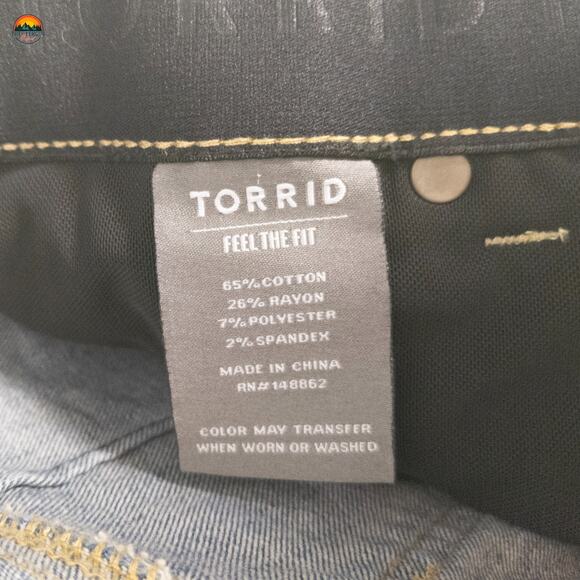 TORRID
FEEL THE FIT
65% COTTON
26% RAYON
7% POLYESTER
2% SPANDEX
MADE IN CHINA
RN# 148862
COLOR MAY TRANSFER
WHEN WORN OR WASHED